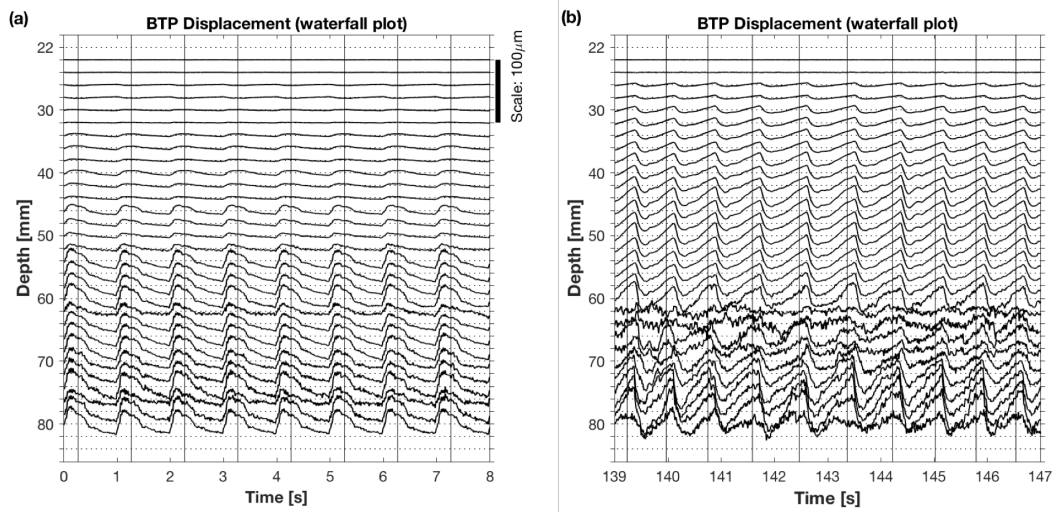 (a)
BTP Displacement (waterfall plot)
22
30
40
50
60
70
80
Depth [mm]
0 1 2 3 4 5 6 7 8
Time [s]
Scale: 100μm
(b)
BTP Displacement (waterfall plot)
22
30
40
50
60
70
80
Depth [mm]
139 140 141 142 143 144 145 146 147
Time [s]